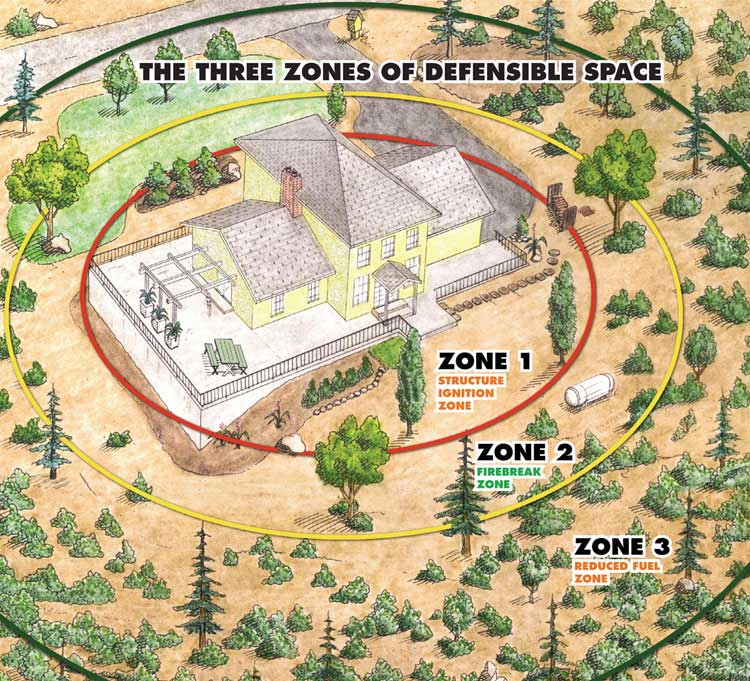 THE THREE ZONES OF DEFENSIBLE SPACE
ZONE 1
STRUCTURE
IGNITION
ZONE
ZONE 2
FIREBREAK
ZONE
ZONE 3
REDUCED FUEL
ZONE